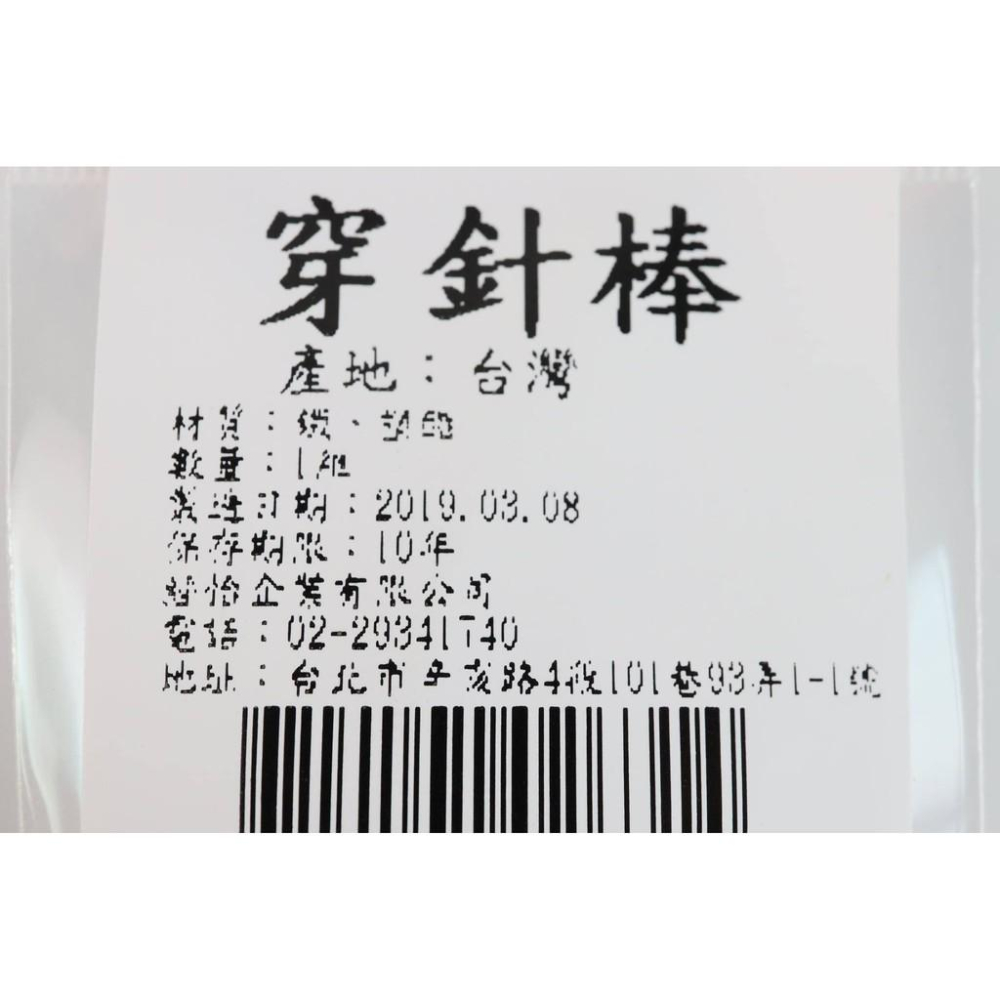 穿針棒
產地：台灣
材質：鐵、
數量：1組
製造日期：2019.03.08
保存期限：10年
怡企業有限公司
電話：02-29341740
地址：台北市辛亥路4段101巷93弄1-1號